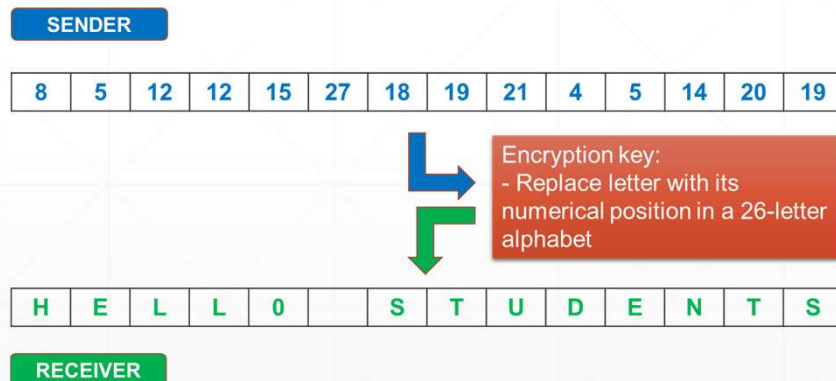 SENDER
8 5 12 12 15 27 18 19 21 4 5 14 20 19
Encryption key:
- Replace letter with its
numerical position in a 26-letter
alphabet
H E L L 0 S T U D E N T S
RECEIVER